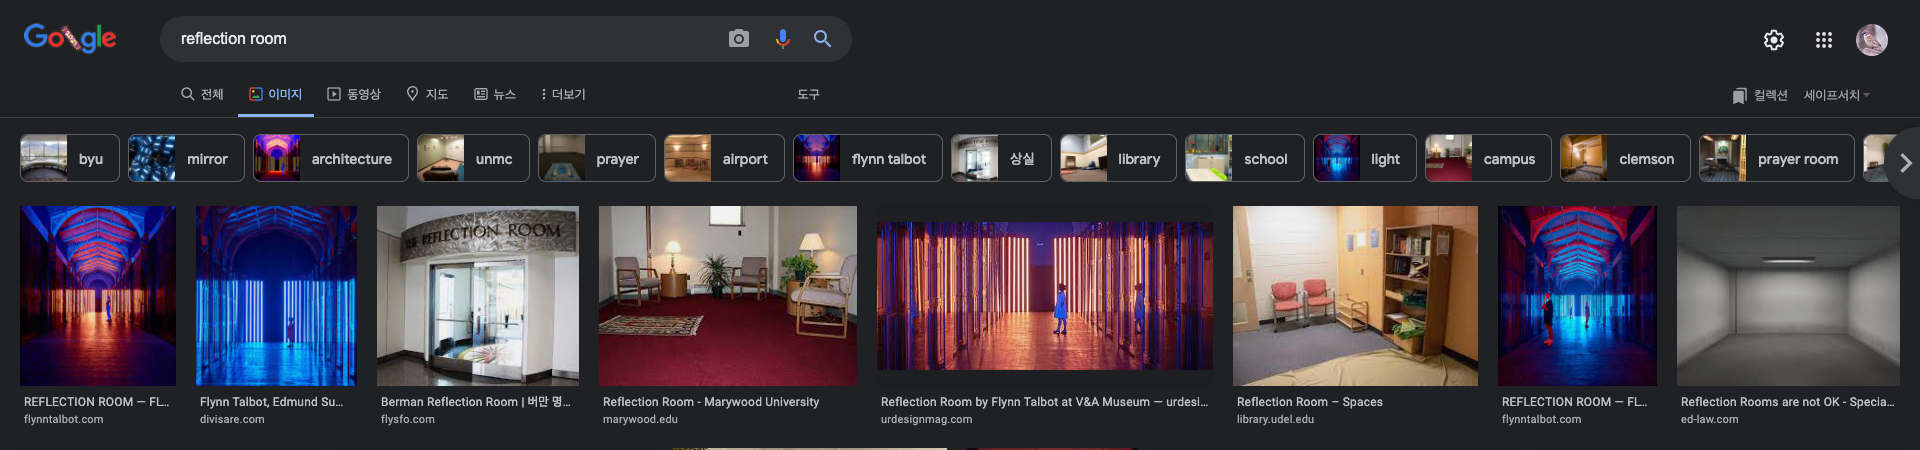 Google
reflection room
전체
이미지
동영상
지도
뉴스
더보기
도구
컬렉션
세이프서치
byu
mirror
architecture
unmc
prayer
airport
flynn talbot
상실
library
school
light
campus
clemson
prayer room
THE REFLECTION ROOM
REFLECTION ROOM — FL...
flynntalbot.com
Flynn Talbot, Edmund Su...
divisare.com
Berman Reflection Room | 버만 명...
flysfo.com
Reflection Room - Marywood University
marywood.edu
Reflection Room by Flynn Talbot at V&A Museum — urdesi...
urdesignmag.com
Reflection Room – Spaces
library.udel.edu
REFLECTION ROOM — FL...
flynntalbot.com
Reflection Rooms are not OK - Specia...
ed-law.com